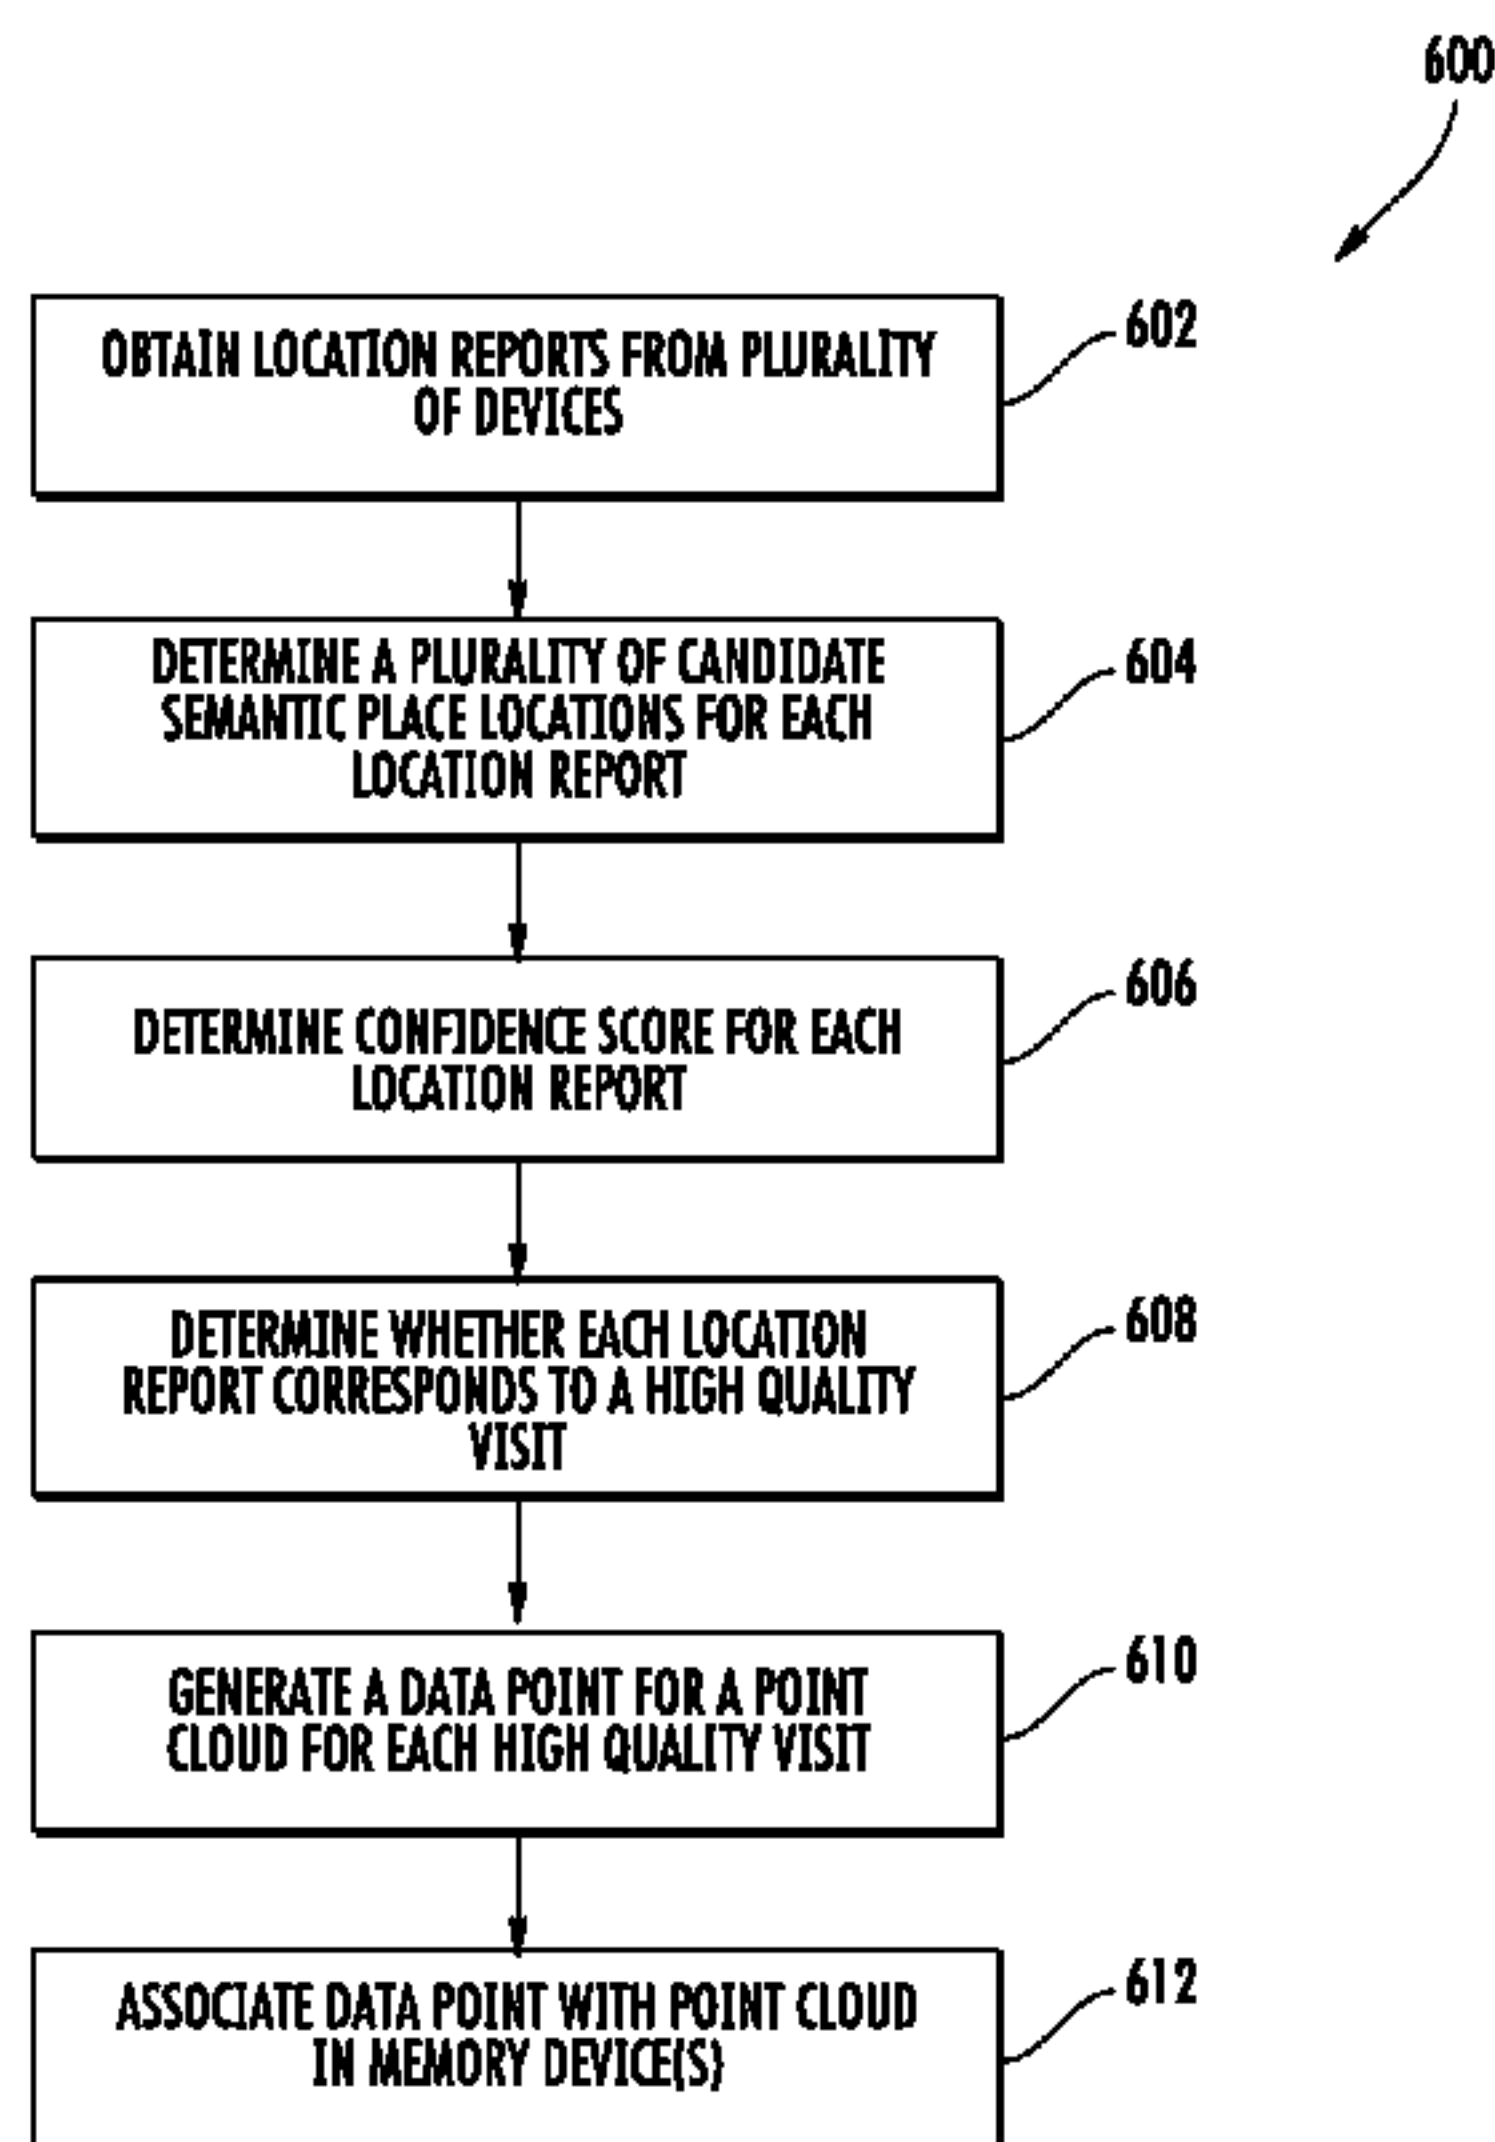 600
OBTAIN LOCATION REPORTS FROM PLURALITY
OF DEVICES
602
DETERMINE A PLURALITY OF CANDIDATE
SEMANTIC PLACE LOCATIONS FOR EACH
LOCATION REPORT
604
DETERMINE CONFIDENCE SCORE FOR EACH
LOCATION REPORT
606
DETERMINE WHETHER EACH LOCATION
REPORT CORRESPONDS TO A HIGH QUALITY
VISIT
608
GENERATE A DATA POINT FOR A POINT
CLOUD FOR EACH HIGH QUALITY VISIT
610
ASSOCIATE DATA POINT WITH POINT CLOUD
IN MEMORY DEVICE(S)
612